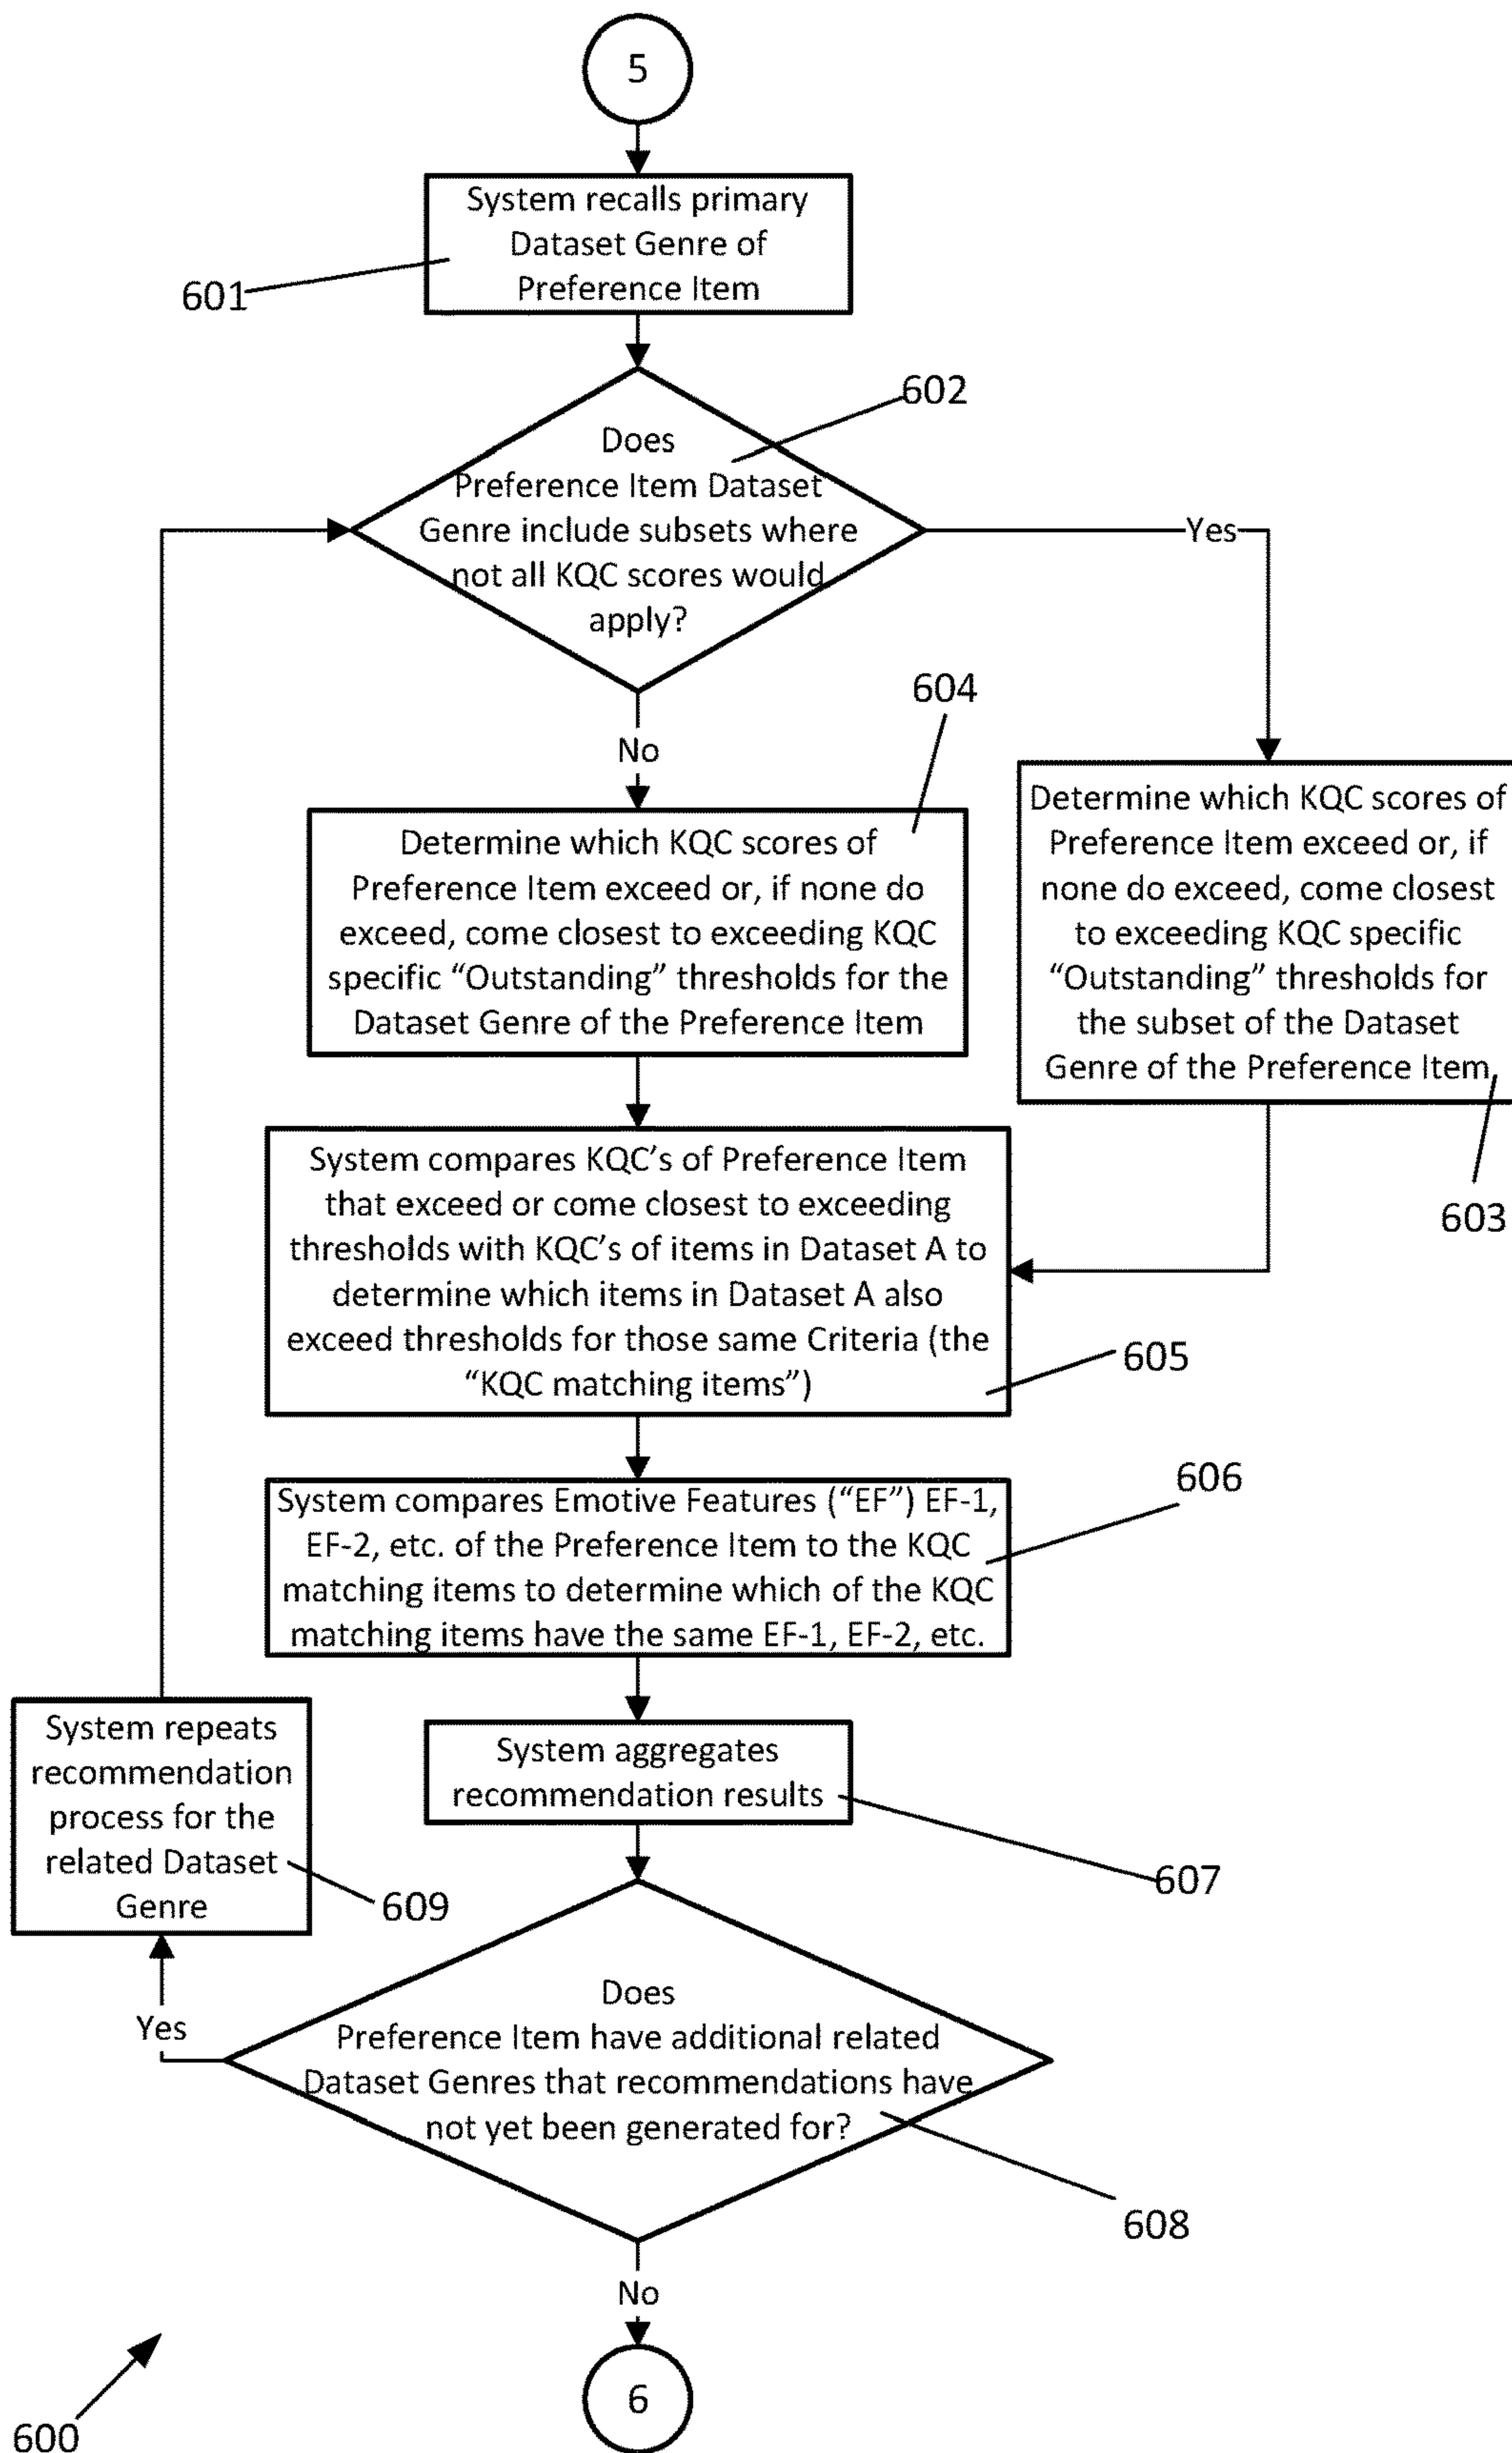 5
System recalls primary
Dataset Genre of
Preference Item
601
602
Does
Preference Item Dataset
Genre include subsets where
not all KQC scores would
apply?
Yes
No
604
Determine which KQC scores of
Preference Item exceed or, if none do
exceed, come closest to exceeding KQC
specific “Outstanding” thresholds for the
Dataset Genre of the Preference Item
Determine which KQC scores of
Preference Item exceed or, if
none do exceed, come closest
to exceeding KQC specific
“Outstanding” thresholds for
the subset of the Dataset
Genre of the Preference Item
603
System compares KQC’s of Preference Item
that exceed or come closest to exceeding
thresholds with KQC’s of items in Dataset A to
determine which items in Dataset A also
exceed thresholds for those same Criteria (the
“KQC matching items”)
605
System compares Emotive Features (“EF”) EF-1,
EF-2, etc. of the Preference Item to the KQC
matching items to determine which of the KQC
matching items have the same EF-1, EF-2, etc.
606
System repeats
recommendation
process for the
related Dataset
Genre
609
System aggregates
recommendation results
607
Does
Preference Item have additional related
Dataset Genres that recommendations have
not yet been generated for?
Yes
608
No
6
600